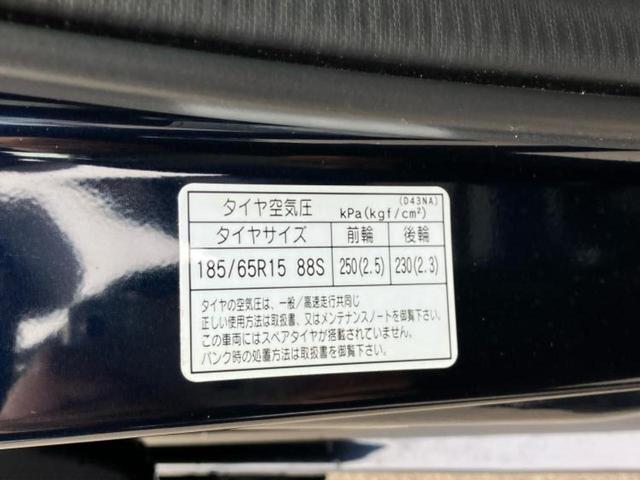 (D43NA)
タイヤ空気圧 kPa(kgf/cm²)
タイヤサイズ 前輪 後輪
185/65R15 88S 250(2.5) 230(2.3)
タイヤの空気圧は、一般/高速走行共同じ
正しい使用方法は取扱書、又はメンテナンスノートを御覧下さい。
この車両にはスペアタイヤが搭載されていません。
パンク時の処置方法は取扱書を御覧下さい。